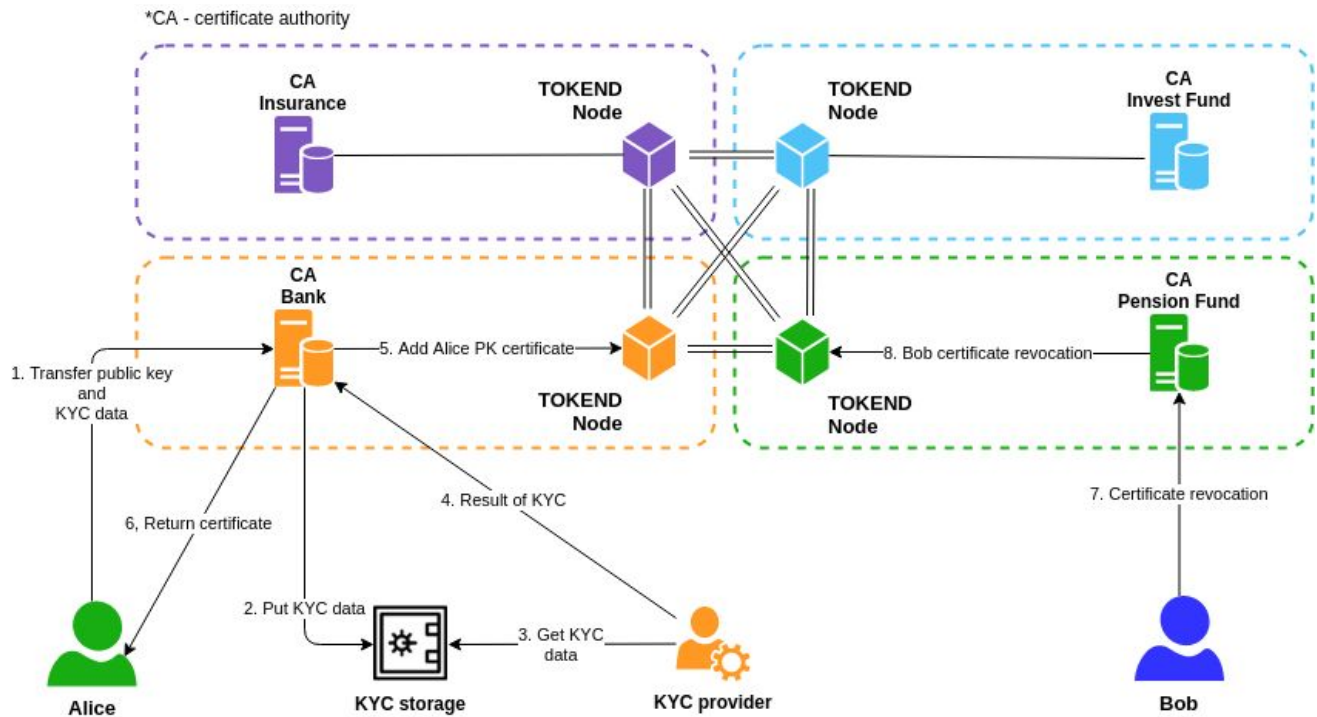 *CA - certificate authority
CA
Insurance
TOKEND
Node
TOKEND
Node
CA
Invest Fund
CA
Bank
CA
Pension Fund
5. Add Alice PK certificate
8. Bob certificate revocation
1. Transfer public key
and
KYC data
TOKEND
Node
TOKEND
Node
4. Result of KYC
7. Certificate revocation
6, Return certificate
2. Put KYC data
3. Get KYC
data
Alice
KYC storage
KYC provider
Bob